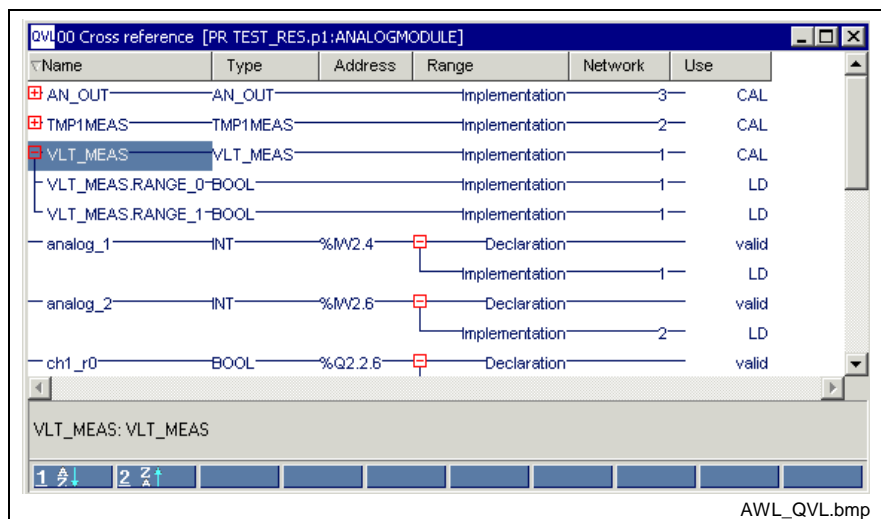 QVL 00 Cross reference [PR TEST_RES.p1:ANALOGMODULE]
Name Type Address Range Network Use
AN_OUT AN_OUT Implementation 3 CAL
TMP1MEAS TMP1MEAS Implementation 2 CAL
VLT_MEAS VLT_MEAS Implementation 1 CAL
VLT_MEAS.RANGE_0 BOOL Implementation 1 LD
VLT_MEAS.RANGE_1 BOOL Implementation 1 LD
analog_1 INT %IW2.4 Declaration valid
Implementation 1 LD
analog_2 INT %IW2.6 Declaration valid
Implementation 2 LD
ch1_r0 BOOL %Q2.2.6 Declaration valid
VLT_MEAS: VLT_MEAS
1 A Z 2 Z A
AWL_QVL.bmp